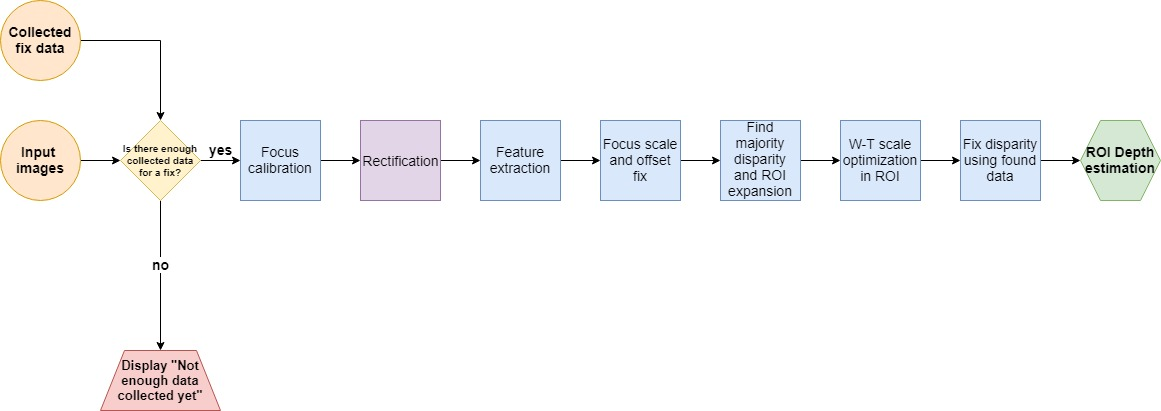 Collected
fix data
Input
images
Is there enough
collected data
for a fix?
yes
no
Display "Not
enough data
collected yet"
Focus
calibration
Rectification
Feature
extraction
Focus scale
and offset
fix
Find
majority
disparity
and ROI
expansion
W-T scale
optimization
in ROI
Fix disparity
using found
data
ROI Depth
estimation